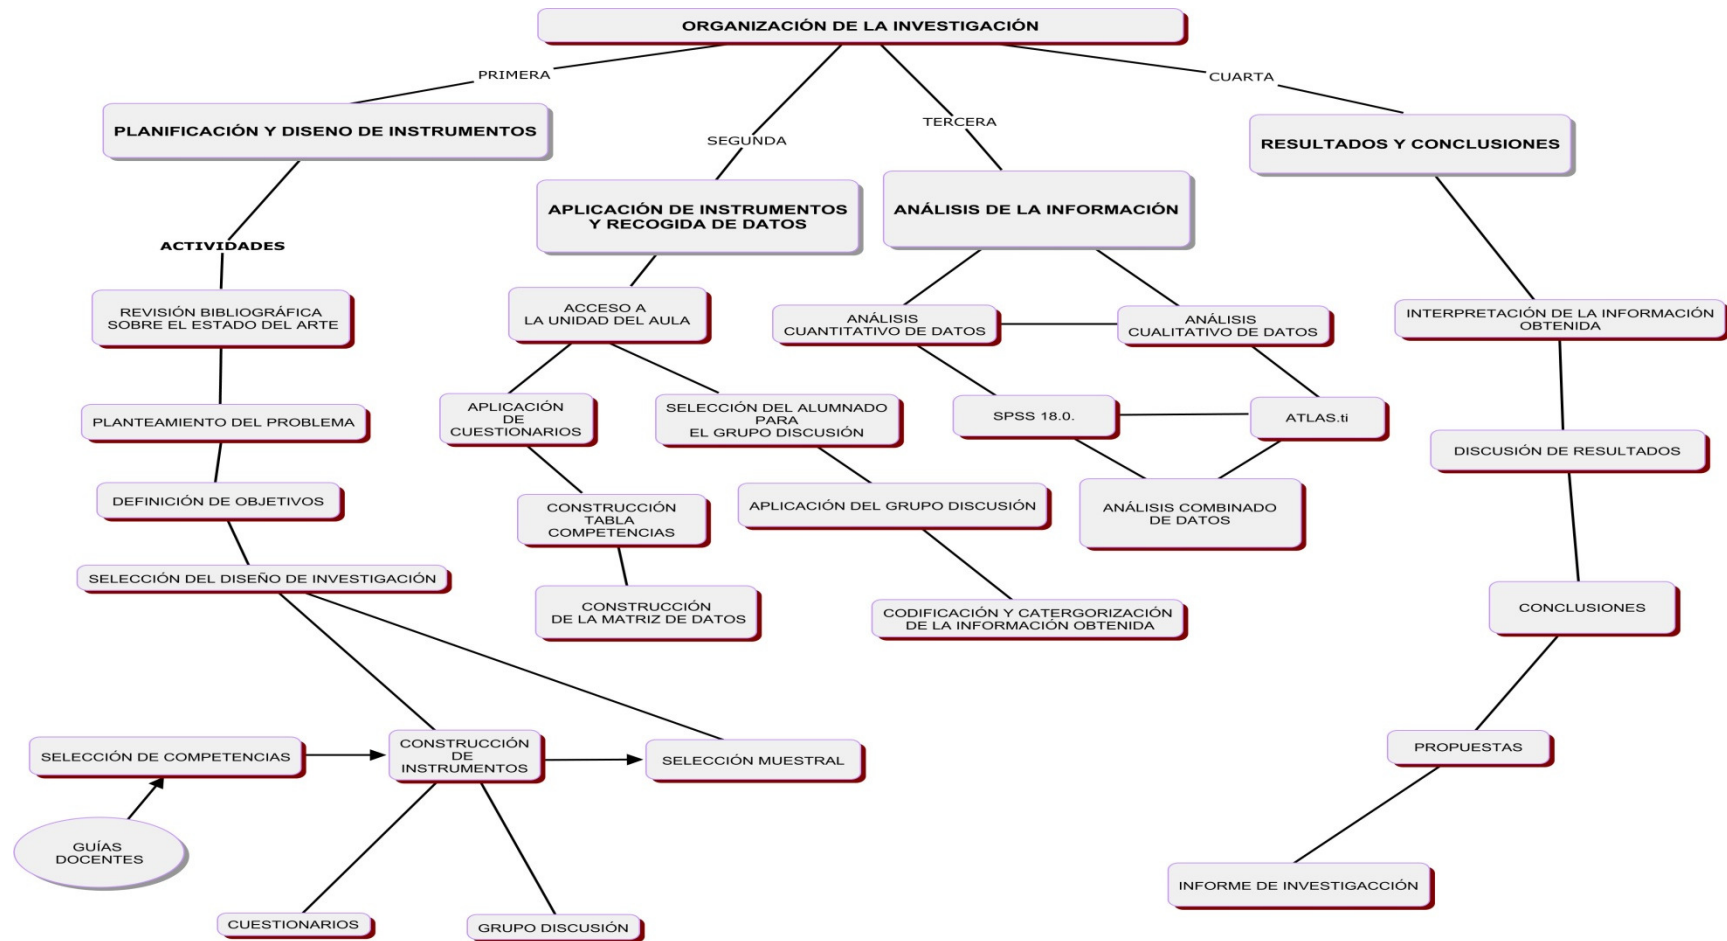 ORGANIZACIÓN DE LA INVESTIGACIÓN
PRIMERA
CUARTA
PLANIFICACIÓN Y DISENO DE INSTRUMENTOS
SEGUNDA
TERCERA
RESULTADOS Y CONCLUSIONES
APLICACIÓN DE INSTRUMENTOS
Y RECOGIDA DE DATOS
ANÁLISIS DE LA INFORMACIÓN
ACTIVIDADES
REVISIÓN BIBLIOGRÁFICA
SOBRE EL ESTADO DEL ARTE
ACCESO A
LA UNIDAD DEL AULA
ANÁLISIS
CUANTITATIVO DE DATOS
ANÁLISIS
CUALITATIVO DE DATOS
INTERPRETACIÓN DE LA INFORMACIÓN
OBTENIDA
PLANTEAMIENTO DEL PROBLEMA
APLICACIÓN
DE
CUESTIONARIOS
SELECCIÓN DEL ALUMNADO
PARA
EL GRUPO DISCUSIÓN
SPSS 18.0.
ATLAS.ti
DISCUSIÓN DE RESULTADOS
DEFINICIÓN DE OBJETIVOS
CONSTRUCCIÓN
TABLA
COMPETENCIAS
APLICACIÓN DEL GRUPO DISCUSIÓN
ANÁLISIS COMBINADO
DE DATOS
SELECCIÓN DEL DISEÑO DE INVESTIGACIÓN
CONSTRUCCIÓN
DE LA MATRIZ DE DATOS
CODIFICACIÓN Y CATERGORIZACIÓN
DE LA INFORMACIÓN OBTENIDA
CONCLUSIONES
SELECCIÓN DE COMPETENCIAS
CONSTRUCCIÓN
DE
INSTRUMENTOS
SELECCIÓN MUESTRAL
PROPUESTAS
GUÍAS
DOCENTES
INFORME DE INVESTIGACCIÓN
CUESTIONARIOS
GRUPO DISCUSIÓN